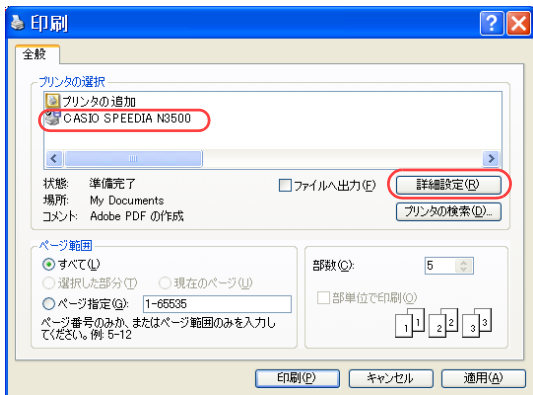 印刷
全般
プリンタの選択
プリンタの追加
CASIO SPEEDIA N3500
状態: 準備完了
場所: My Documents
コメント: Adobe PDF の作成
ファイルへ出力(F)
詳細設定(R)
プリンタの検索(D)...
ページ範囲
すべて(L)
選択した部分(T) 現在のページ(U)
ページ指定(G): 1-65535
ページ番号のみか、またはページ範囲のみを入力し
てください。例: 5-12
部数(C): 5
部単位で印刷(O)
1 1 2 2 3 3
印刷(P) キャンセル 適用(A)